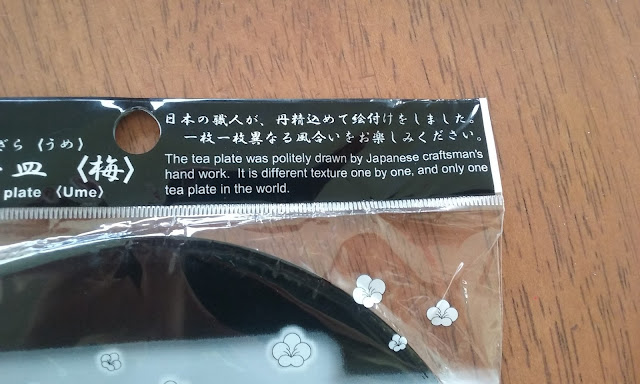 日本の職人が、丹精込めて絵付けをしました。
一枚一枚異なる風合いをお楽しみください。
ざら〈うめ〉
皿〈梅〉
plate 〈Ume〉
The tea plate was politely drawn by Japanese craftsman's
hand work. It is different texture one by one, and only one
tea plate in the world.